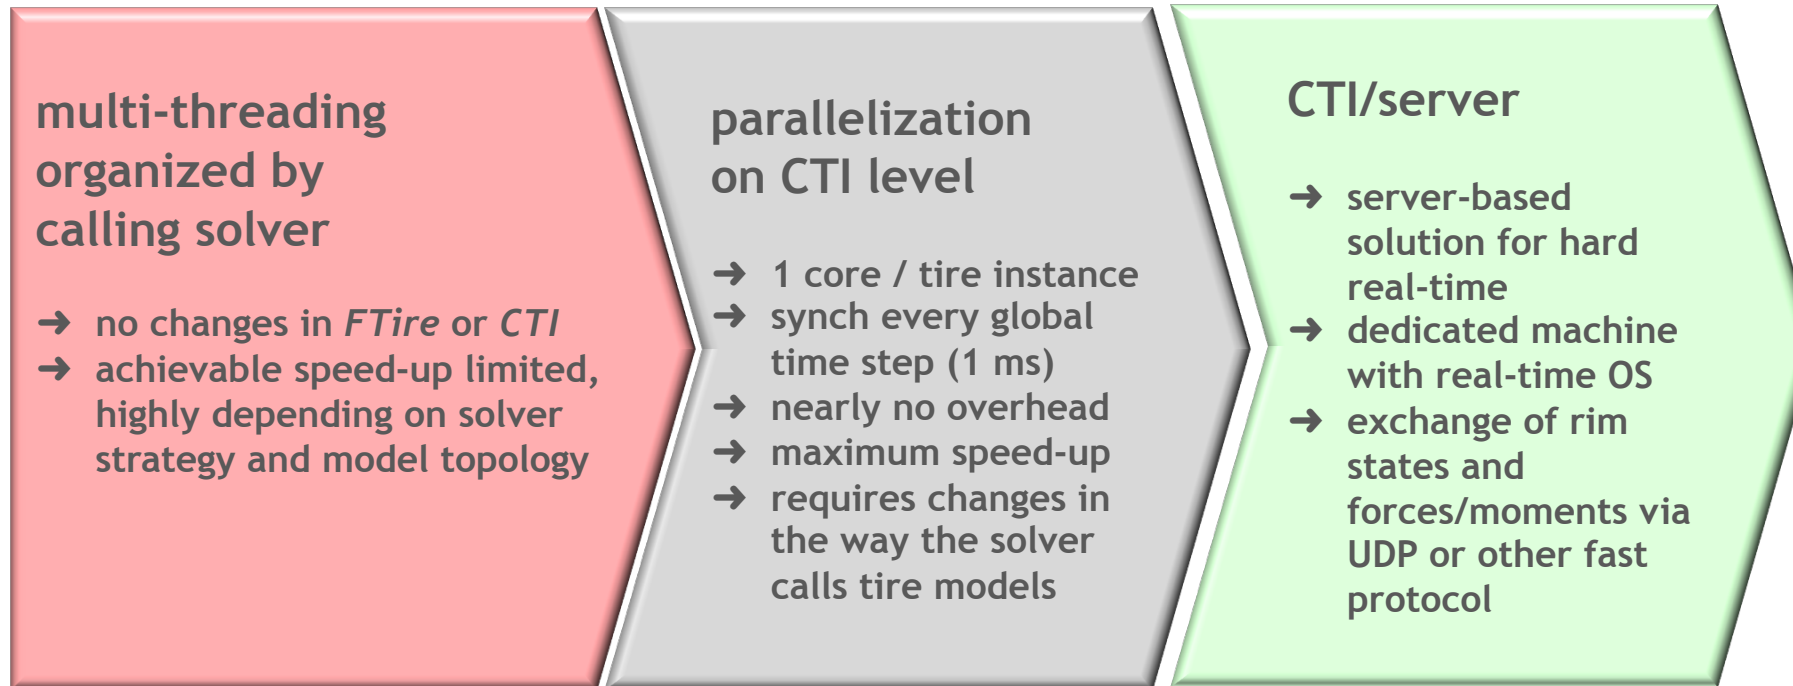 multi-threading
organized by
calling solver
➔ no changes in FTire or CTI
➔ achievable speed-up limited,
highly depending on solver
strategy and model topology
parallelization
on CTI level
➔ 1 core / tire instance
➔ synch every global
time step (1 ms)
➔ nearly no overhead
➔ maximum speed-up
➔ requires changes in
the way the solver
calls tire models
CTI/server
➔ server-based
solution for hard
real-time
➔ dedicated machine
with real-time OS
➔ exchange of rim
states and
forces/moments via
UDP or other fast
protocol